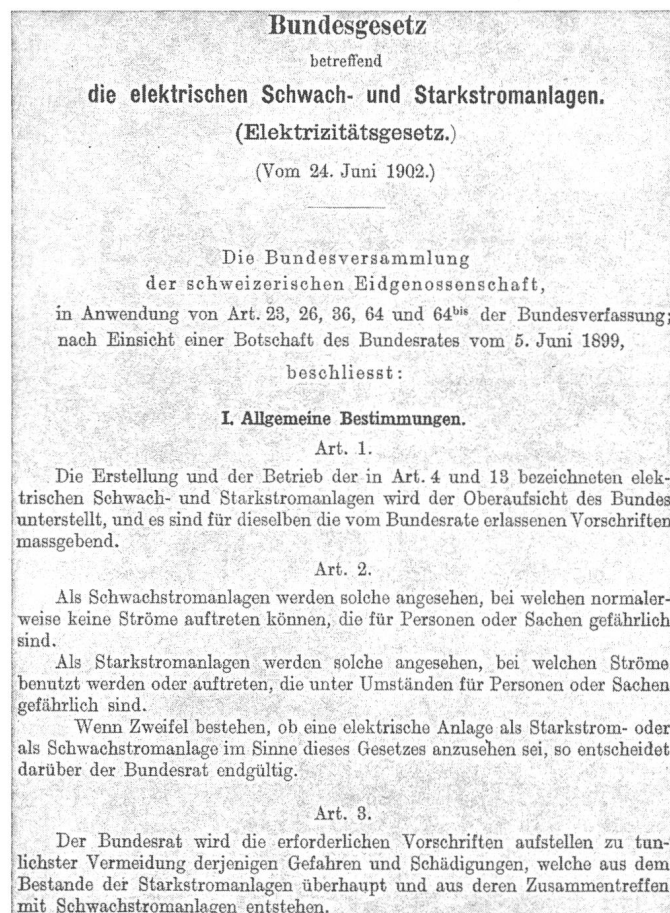 Bundesgesetz
betreffend
die elektrischen Schwach- und Starkstromanlagen.
(Elektrizitätsgesetz.)
(Vom 24. Juni 1902.)
Die Bundesversammlung
der schweizerischen Eidgenossenschaft,
in Anwendung von Art. 23, 26, 36, 64 und 64bis der Bundesverfassung;
nach Einsicht einer Botschaft des Bundesrates vom 5. Juni 1899,
beschliesst:
I. Allgemeine Bestimmungen.
Art. 1.
Die Erstellung und der Betrieb der in Art. 4 und 13 bezeichneten elek-
trischen Schwach- und Starkstromanlagen wird der Oberaufsicht des Bundes
unterstellt, und es sind für dieselben die vom Bundesrate erlassenen Vorschriften
massgebend.
Art. 2.
Als Schwachstromanlagen werden solche angesehen, bei welchen normaler-
weise keine Ströme auftreten können, die für Personen oder Sachen gefährlich
sind.
Als Starkstromanlagen werden solche angesehen, bei welchen Ströme
benutzt werden oder auftreten, die unter Umständen für Personen oder Sachen
gefährlich sind.
Wenn Zweifel bestehen, ob eine elektrische Anlage als Starkstrom- oder
als Schwachstromanlage im Sinne dieses Gesetzes anzusehen sei, so entscheidet
darüber der Bundesrat endgültig.
Art. 3.
Der Bundesrat wird die erforderlichen Vorschriften aufstellen zu tun-
lichster Vermeidung derjenigen Gefahren und Schädigungen, welche aus dem
Bestande der Starkstromanlagen überhaupt und aus deren Zusammentreffen
mit Schwachstromanlagen entstehen.